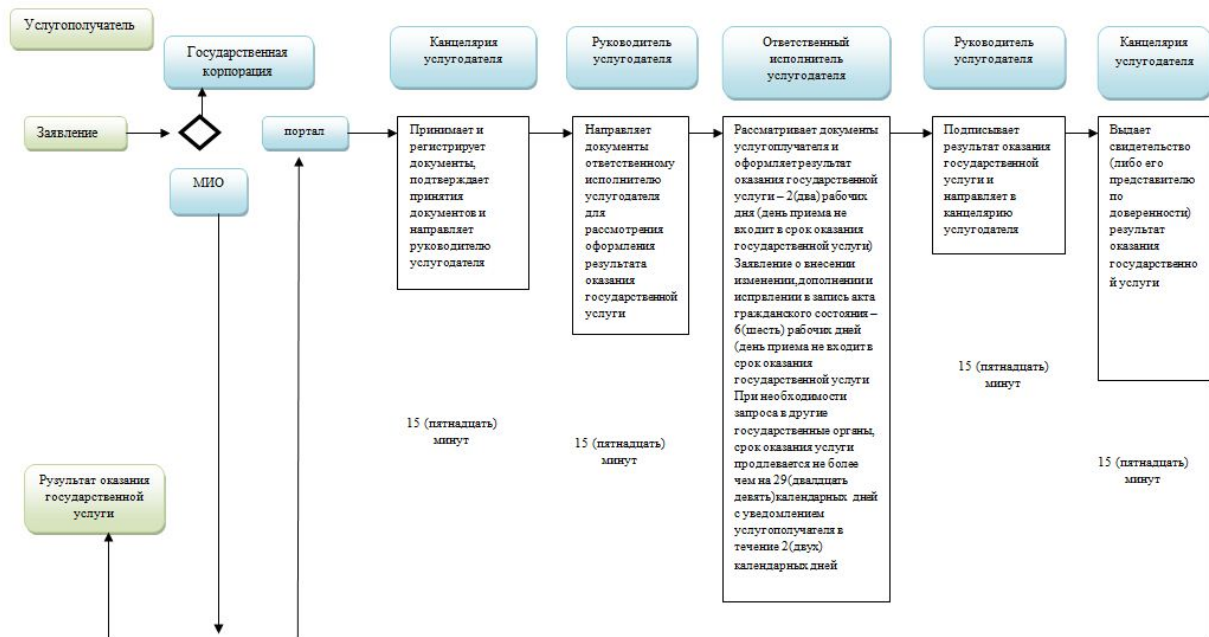 Услугополучатель
Государственная
корпорация
Канцелярия
услугодателя
Руководитель
услугодателя
Ответственный
исполнитель
услугодателя
Руководитель
услугодателя
Канцелярия
услугодателя
Заявление
портал
МИО
Принимает и
регистрирует
документы,
подтверждает
принятия
документов и
направляет
руководителю
услугодателя
Направляет
документы
ответственному
исполнителю
услугодателя
для
рассмотрения
оформления
результата
оказания
государственной
услуги
Рассматривает документы
услугоплучателя и
оформляет результат
оказания государственной
услуги – 2(два) рабочих
дня (день приема не
входит в срок оказания
государственной услуги)
Заявление о внесении
изменении, дополнении и
испрвлении в запись акта
гражданского состояния –
6(шесть) рабочих дней
(день приема не входит в
срок оказания
государственной услуги
При необходимости
запроса в другие
государственные органы,
срок оказания услуги
продлевается не более
чем на 29(двалдцать
девять)календарных дней
с уведомлением
услугополучателя в
течение 2(двух)
календарных дней
Подписывает
результат оказания
государственной
услуги и
направляет в
канцелярию
услугодателя
Выдает
свидетельство
(либо его
представителю
по
доверенности)
результат
оказания
государственно
й услуги
15 (пятнадцать)
минут
15 (пятнадцать)
минут
15 (пятнадцать)
минут
15 (пятнадцать)
минут
Рузультат оказания
государственной
услуги